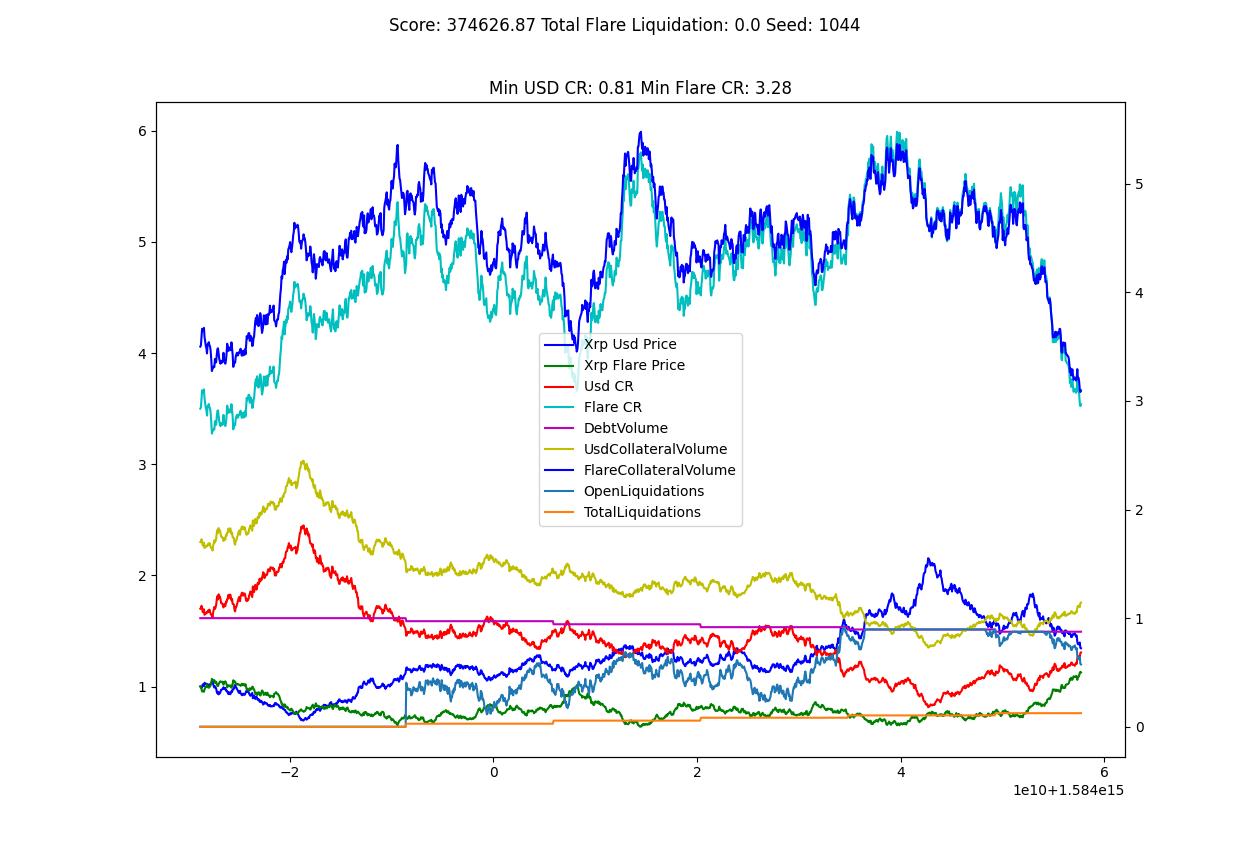 Score: 374626.87 Total Flare Liquidation: 0.0 Seed: 1044
Min USD CR: 0.81 Min Flare CR: 3.28
6
5
4
3
2
1
5
4
3
2
1
0
Xrp Usd Price
Xrp Flare Price
Usd CR
Flare CR
DebtVolume
UsdCollateralVolume
FlareCollateralVolume
OpenLiquidations
TotalLiquidations
−2 0 2 4 6
1e10+1.584e15